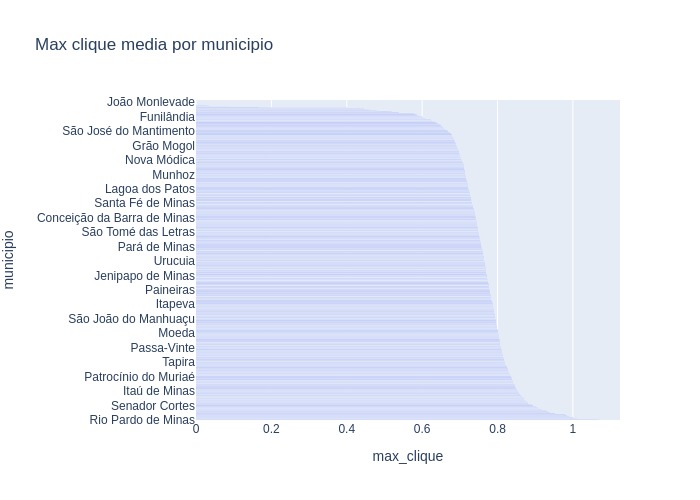 Max clique media por municipio
João Monlevade
Funilândia
São José do Mantimento
Grão Mogol
Nova Módica
Munhoz
Lagoa dos Patos
Santa Fé de Minas
Conceição da Barra de Minas
São Tomé das Letras
Pará de Minas
Urucuia
Jenipapo de Minas
Paineiras
Itapeva
São João do Manhuaçu
Moeda
Passa-Vinte
Tapira
Patrocínio do Muriaé
Itaú de Minas
Senador Cortes
Rio Pardo de Minas
municipio
0 0.2 0.4 0.6 0.8 1
max_clique